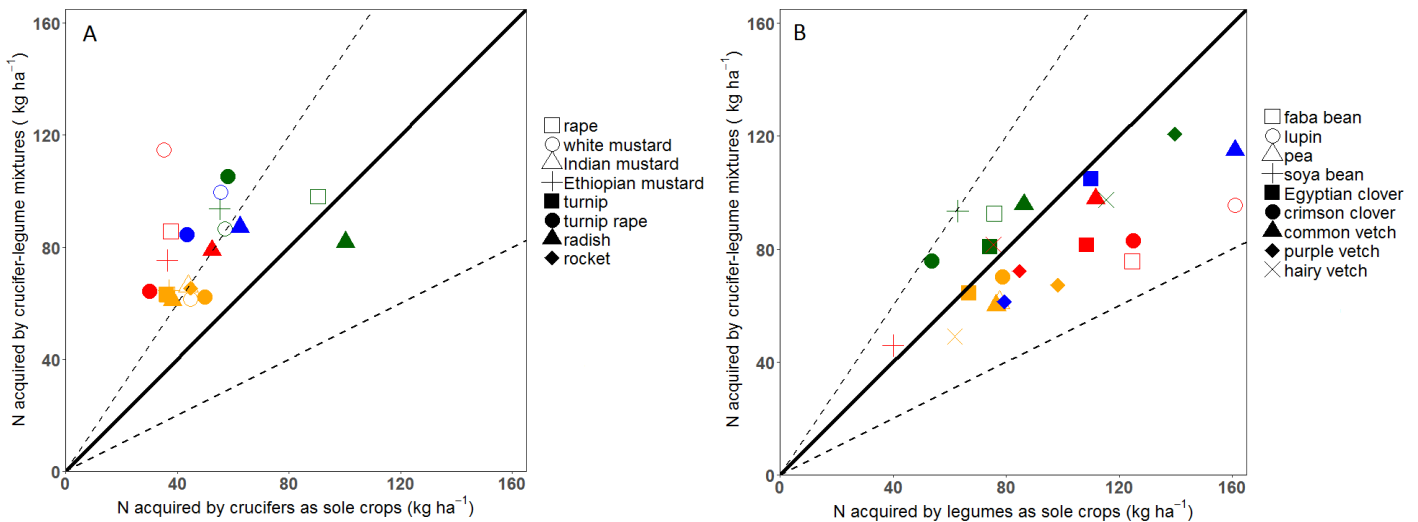 A
N acquired by crucifer-legume mixtures ( kg ha⁻¹)
160
120
80
40
0
0 40 80 120 160
N acquired by crucifers as sole crops (kg ha⁻¹)
rape
white mustard
Indian mustard
Ethiopian mustard
turnip
turnip rape
radish
rocket
B
N acquired by crucifer-legume mixtures ( kg ha⁻¹)
160
120
80
40
0
0 40 80 120 160
N acquired by legumes as sole crops (kg ha⁻¹)
faba bean
lupin
pea
soya bean
Egyptian clover
crimson clover
common vetch
purple vetch
hairy vetch